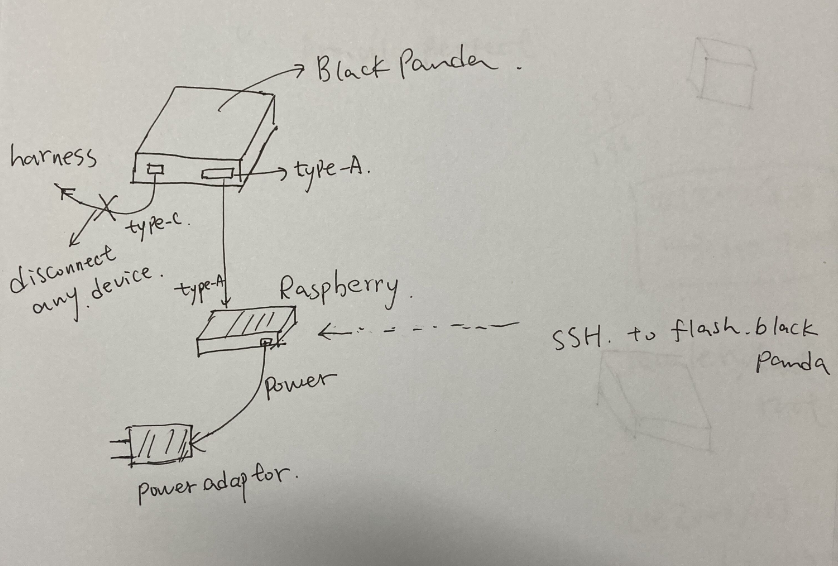 Black Panda.
harness
type-A.
type-C.
disconnect
any.device.
type-A
Raspberry.
SSH. to flash.black
Panda
Power
Power adaptor.